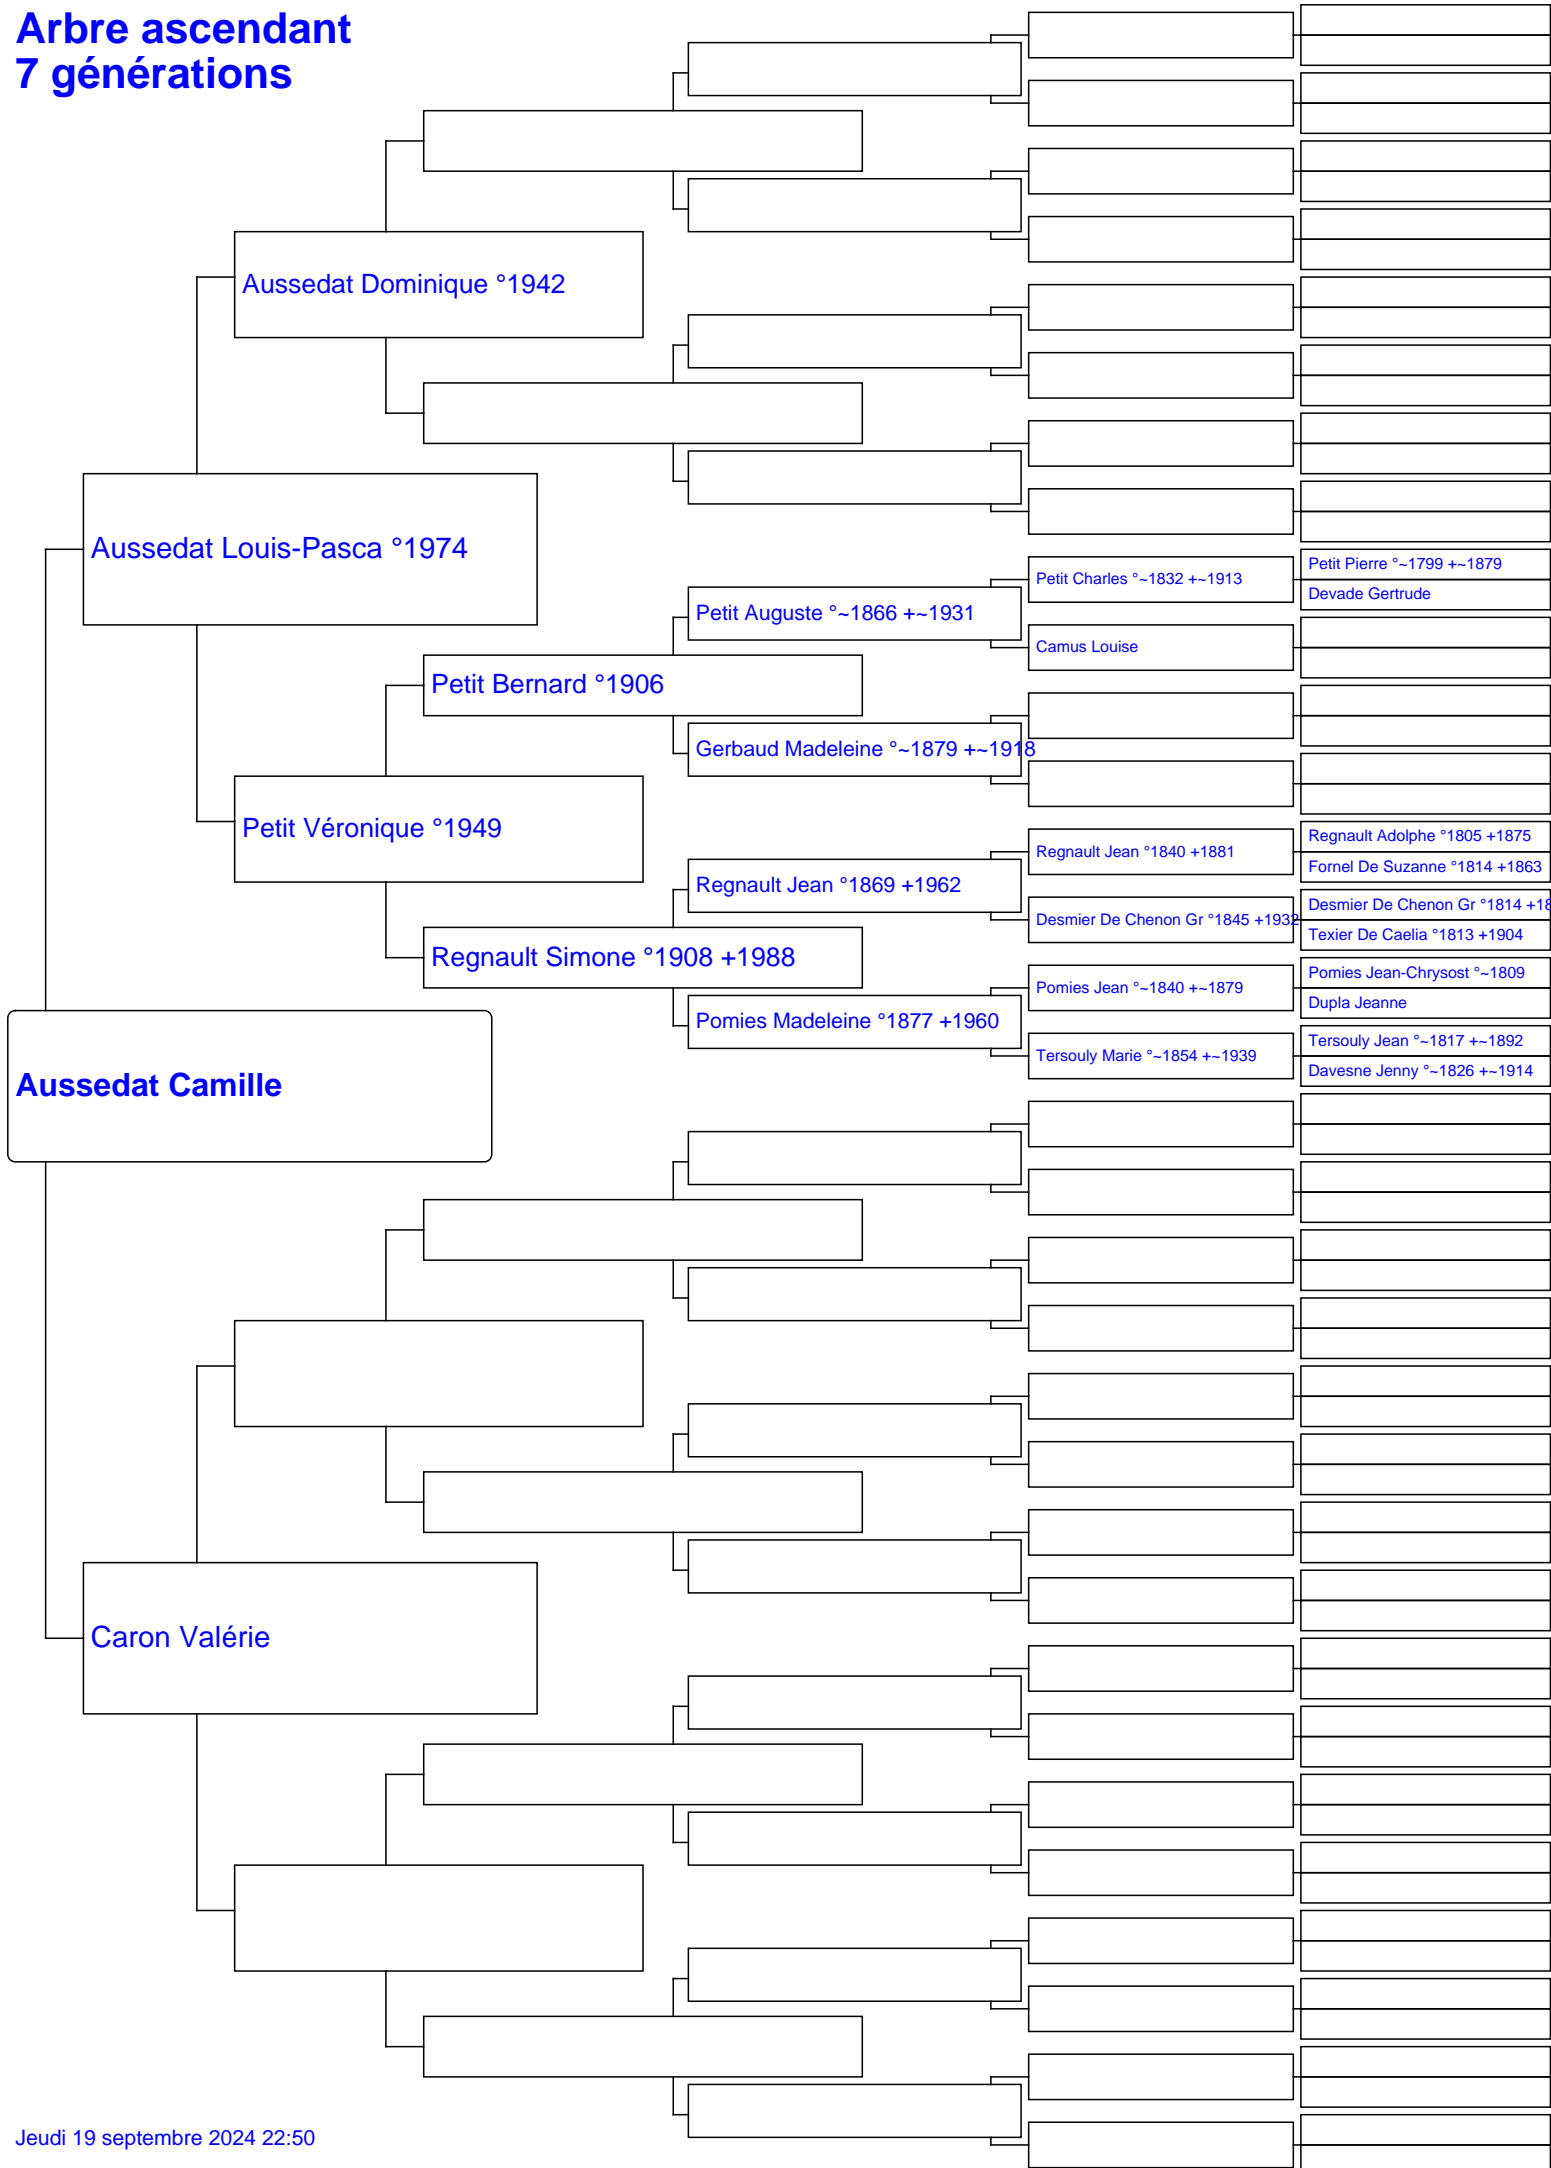 Arbre ascendant
7 générations
Aussedat Dominique °1942
Aussedat Louis-Pasca °1974
Petit Pierre °~1799 +~1879
Petit Charles °~1832 +~1913
Devade Gertrude
Petit Auguste °~1866 +~1931
Camus Louise
Petit Bernard °1906
Gerbaud Madeleine °~1879 +~1918
Petit Véronique °1949
Regnault Adolphe °1805 +1875
Regnault Jean °1840 +1881
Fornel De Suzanne °1814 +1863
Regnault Jean °1869 +1962
Desmier De Chenon Gr °1814 +18
Desmier De Chenon Gr °1845 +1932
Texier De Caelia °1813 +1904
Regnault Simone °1908 +1988
Pomies Jean-Chrysost °~1809
Pomies Jean °~1840 +~1879
Dupla Jeanne
Pomies Madeleine °1877 +1960
Tersouly Jean °~1817 +~1892
Tersouly Marie °~1854 +~1939
Davesne Jenny °~1826 +~1914
Aussedat Camille
Caron Valérie
Jeudi 19 septembre 2024 22:50